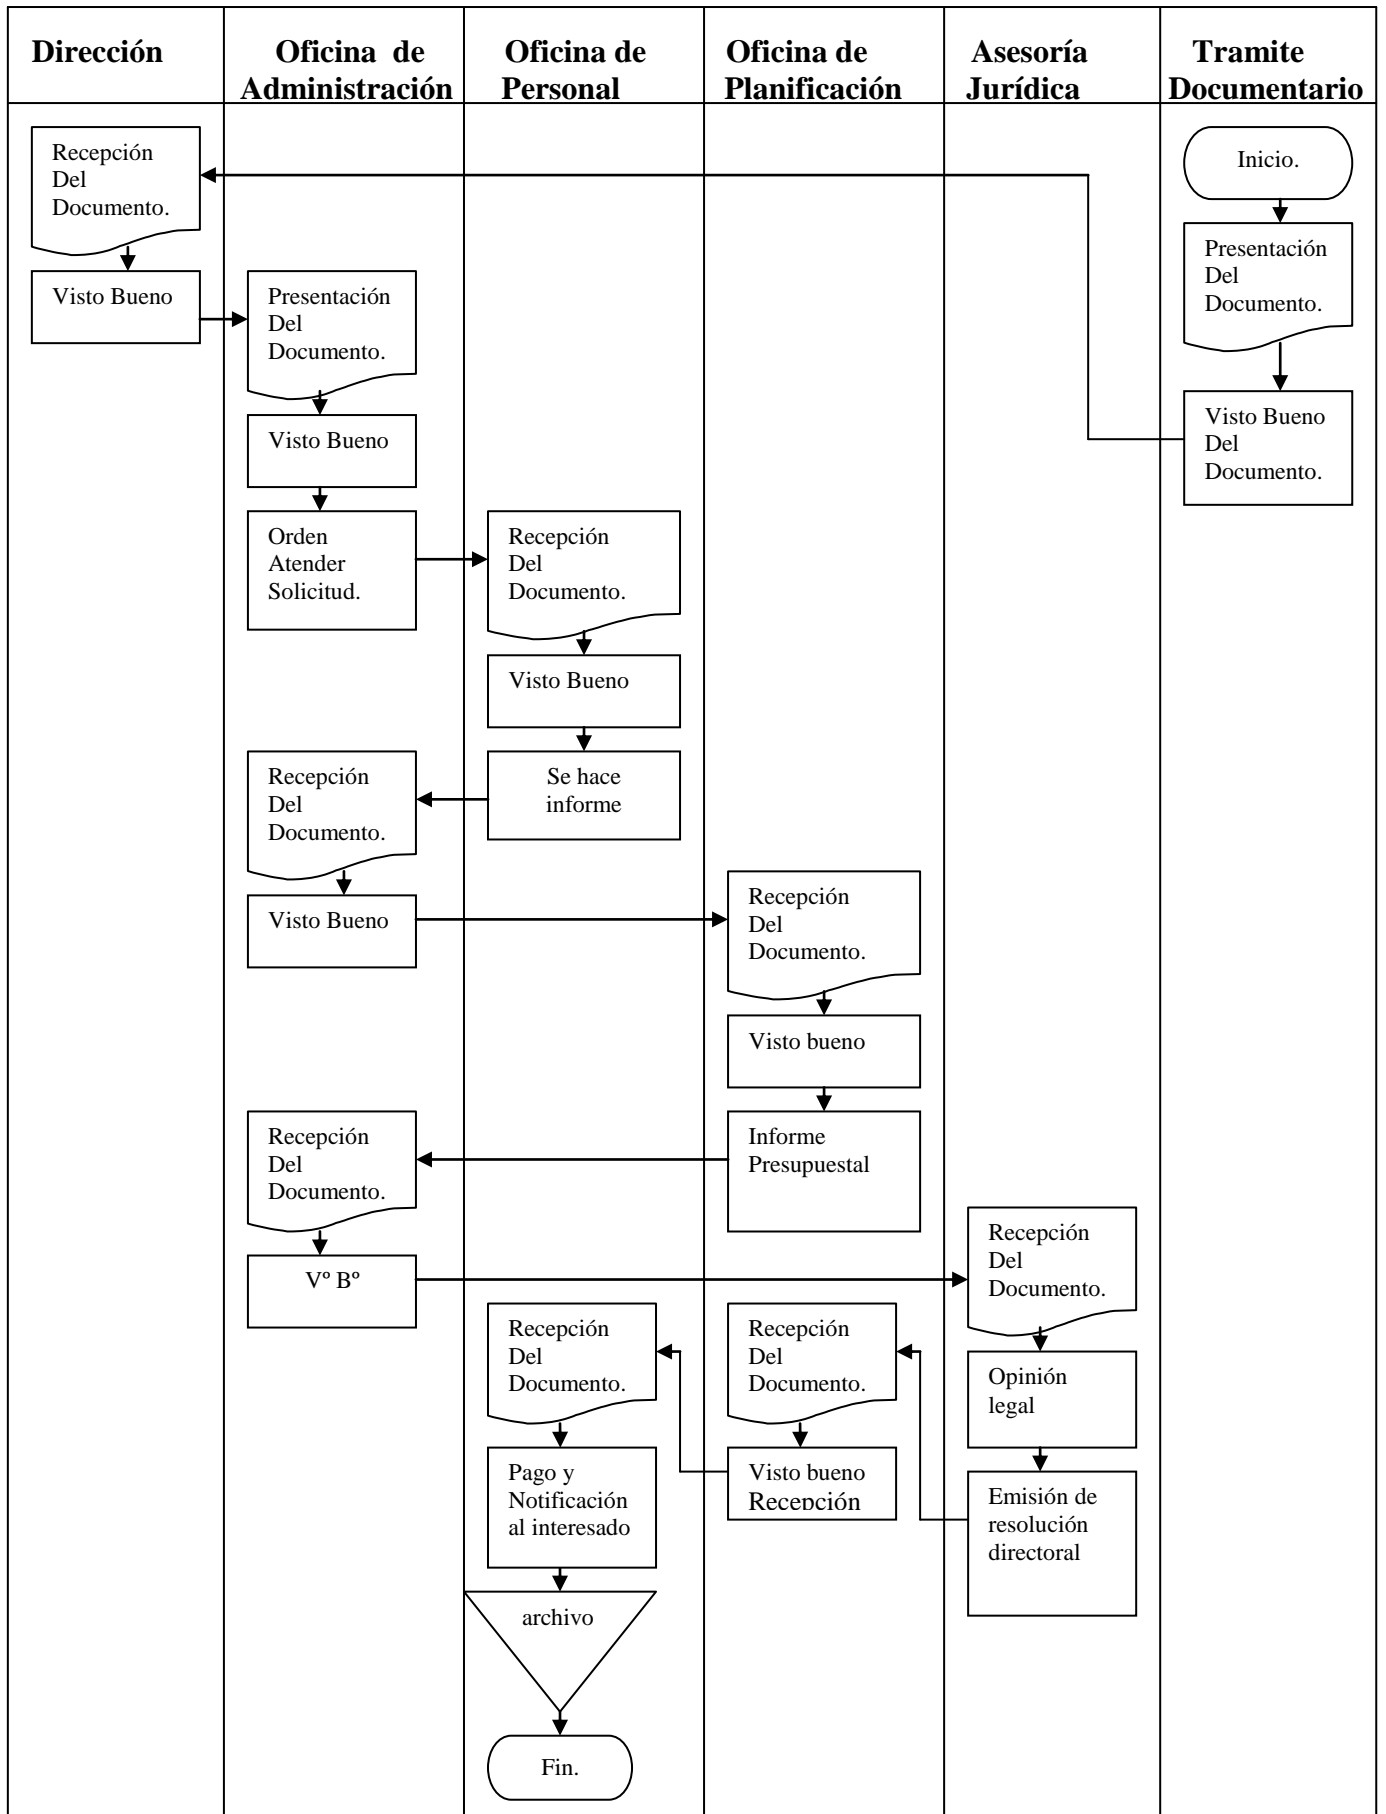 Dirección
Oficina de
Administración
Oficina de
Personal
Oficina de
Planificación
Asesoría
Jurídica
Tramite
Documentario
Inicio.
Presentación
Del
Documento.
Visto Bueno
Del
Documento.
Recepción
Del
Documento.
Visto Bueno
Presentación
Del
Documento.
Visto Bueno
Orden
Atender
Solicitud.
Recepción
Del
Documento.
Visto Bueno
Se hace
informe
Recepción
Del
Documento.
Visto Bueno
Recepción
Del
Documento.
Visto bueno
Informe
Presupuestal
Recepción
Del
Documento.
Vº Bº
Recepción
Del
Documento.
Opinión
legal
Emisión de
resolución
directoral
Recepción
Del
Documento.
Visto bueno
Recepción
Recepción
Del
Documento.
Pago y
Notificación
al interesado
archivo
Fin.